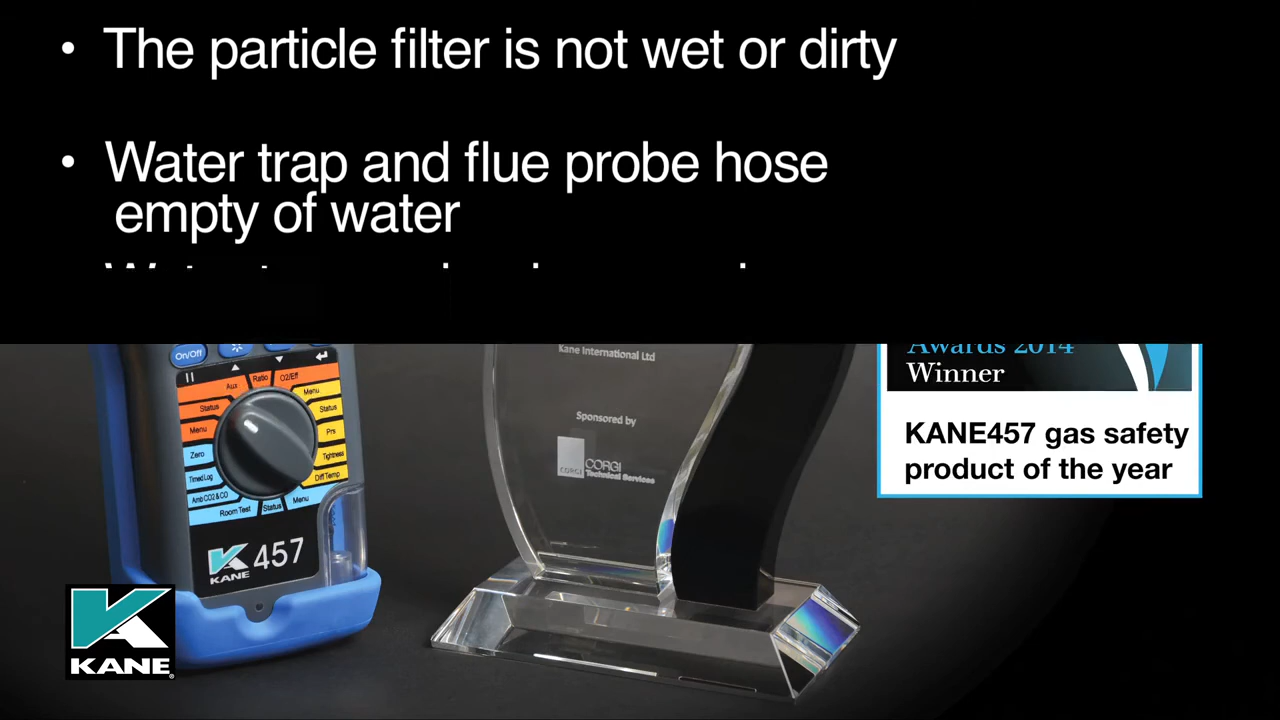 • The particle filter is not wet or dirty
• Water trap and flue probe hose
empty of water
On/Off
Aux
Ratio
O2/Eff
Status
Menu
Menu
Status
Zero
Prs
Timed Log
Tightness
Amb CO2 & CO
Diff Temp
Room Test
Status
Menu
KANE 457
KANE
Kane International Ltd
Sponsored by
CORGI
CORGI
Technical Services
Awards 2014
Winner
KANE457 gas safety
product of the year